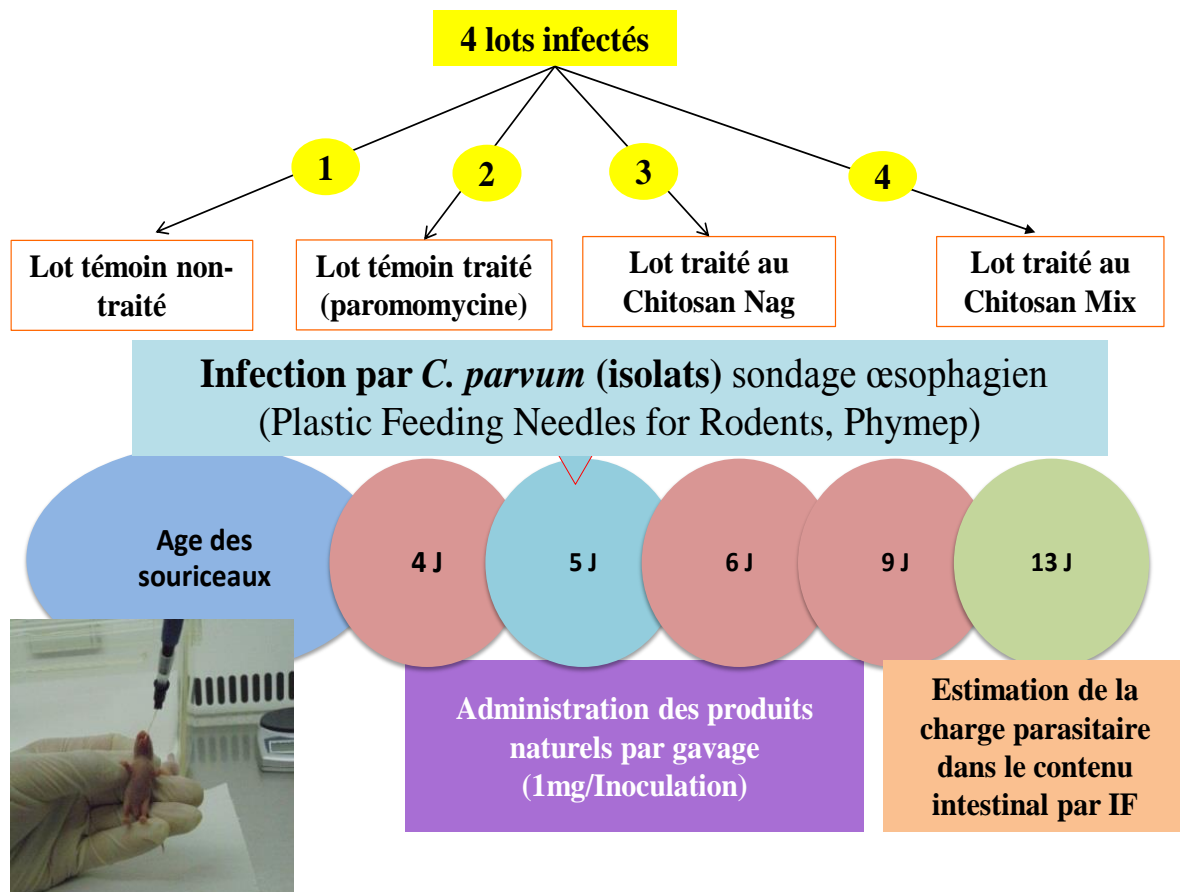 4 lots infectés
1
2
3
4
Lot témoin non-
traité
Lot témoin traité
(paromomycine)
Lot traité au
Chitosan Nag
Lot traité au
Chitosan Mix
Infection par C. parvum (isolats) sondage œsophagien
(Plastic Feeding Needles for Rodents, Phymep)
Age des
souriceaux
4 J
5 J
6 J
9 J
13 J
Administration des produits
naturels par gavage
(1mg/Inoculation)
Estimation de la
charge parasitaire
dans le contenu
intestinal par IF